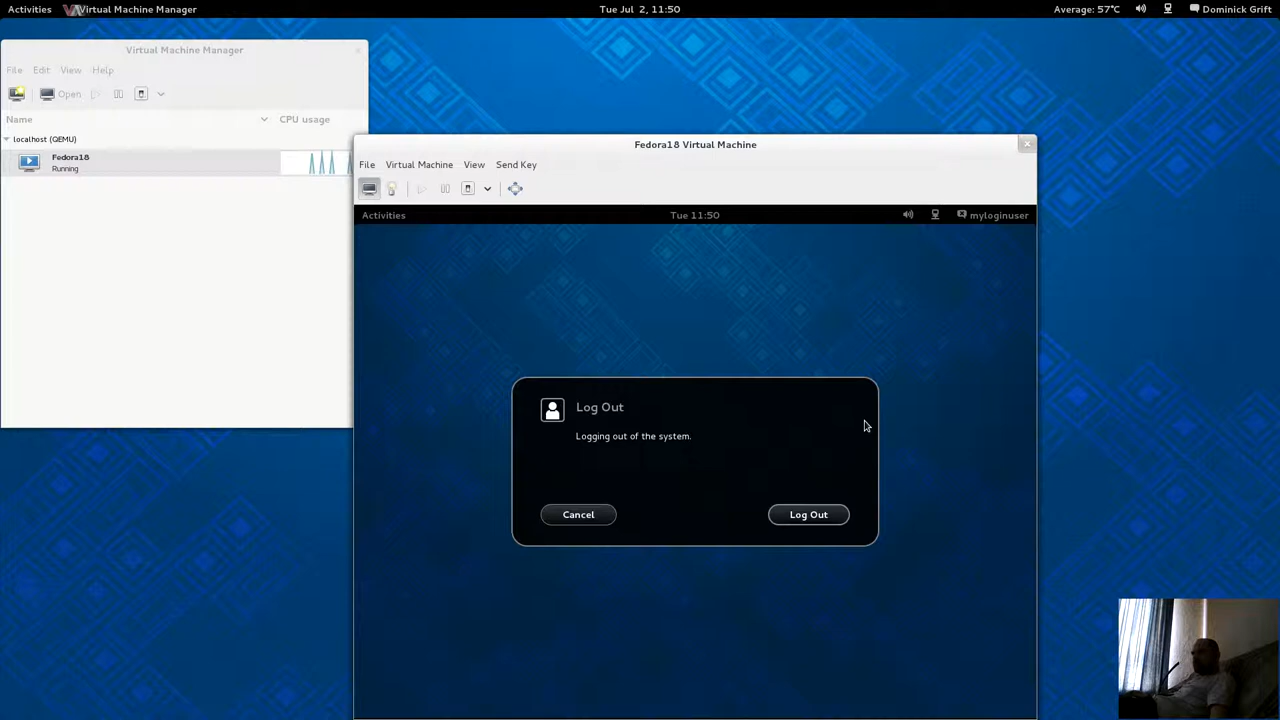 Activities
Virtual Machine Manager
Tue Jul 2, 11:50
Average: 57°C
Dominick Grift
Virtual Machine Manager
File Edit View Help
Open
Name
CPU usage
localhost (QEMU)
Fedora18
Running
Fedora18 Virtual Machine
File Virtual Machine View Send Key
Activities
Tue 11:50
myloginuser
Log Out
Logging out of the system.
Cancel
Log Out